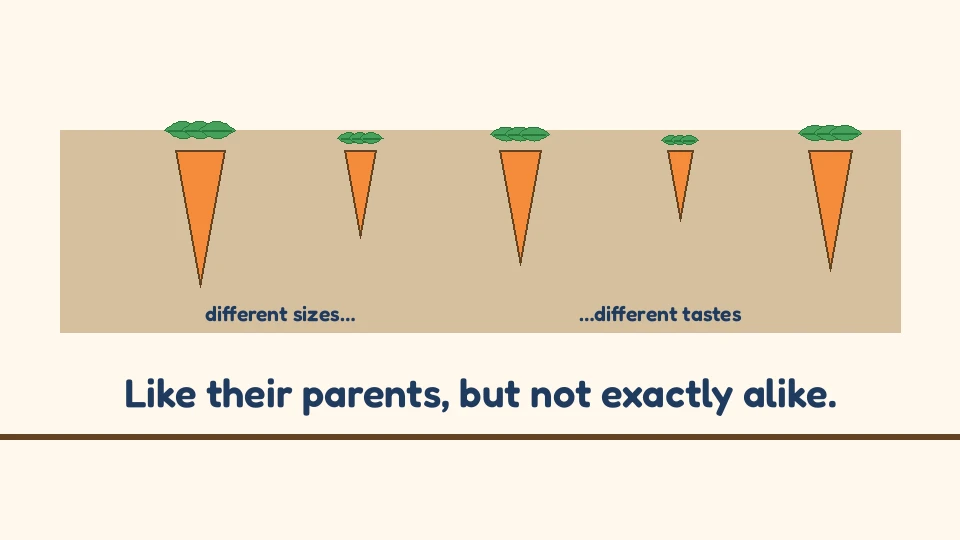 different sizes...
...different tastes
Like their parents, but not exactly alike.